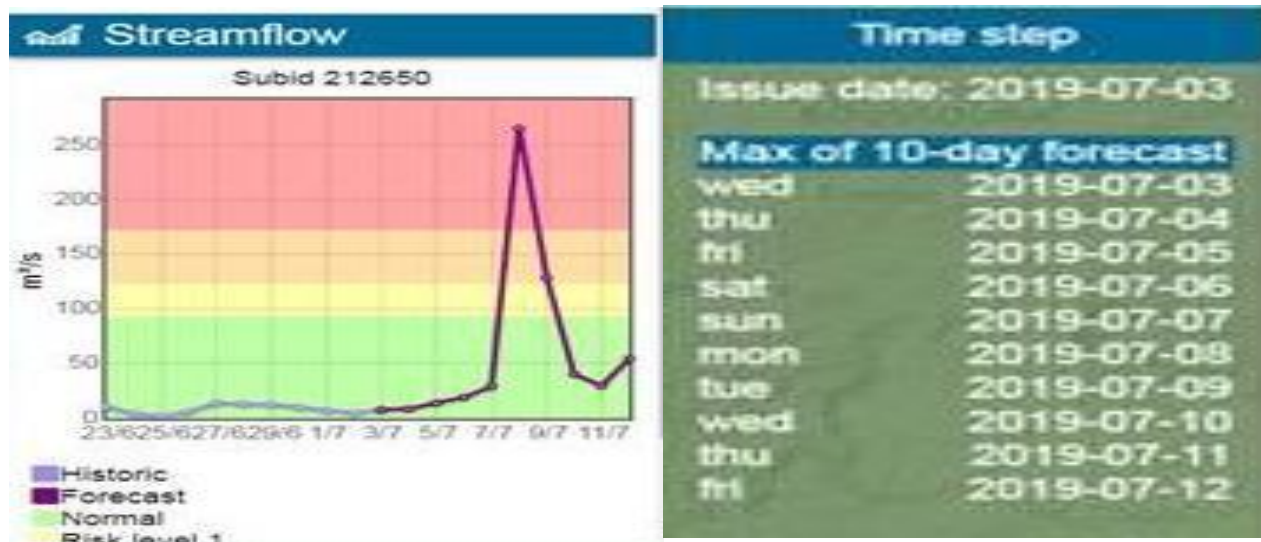 Streamflow
Subid 212650
250
200
150
100
50
0
m³/s
23/6 25/6 27/6 29/6 1/7 3/7 5/7 7/7 9/7 11/7
Historic
Forecast
Normal
Risk level 1
Time step
Issue date: 2019-07-03
Max of 10-day forecast
wed 2019-07-03
thu 2019-07-04
fri 2019-07-05
sat 2019-07-06
sun 2019-07-07
mon 2019-07-08
tue 2019-07-09
wed 2019-07-10
thu 2019-07-11
fri 2019-07-12